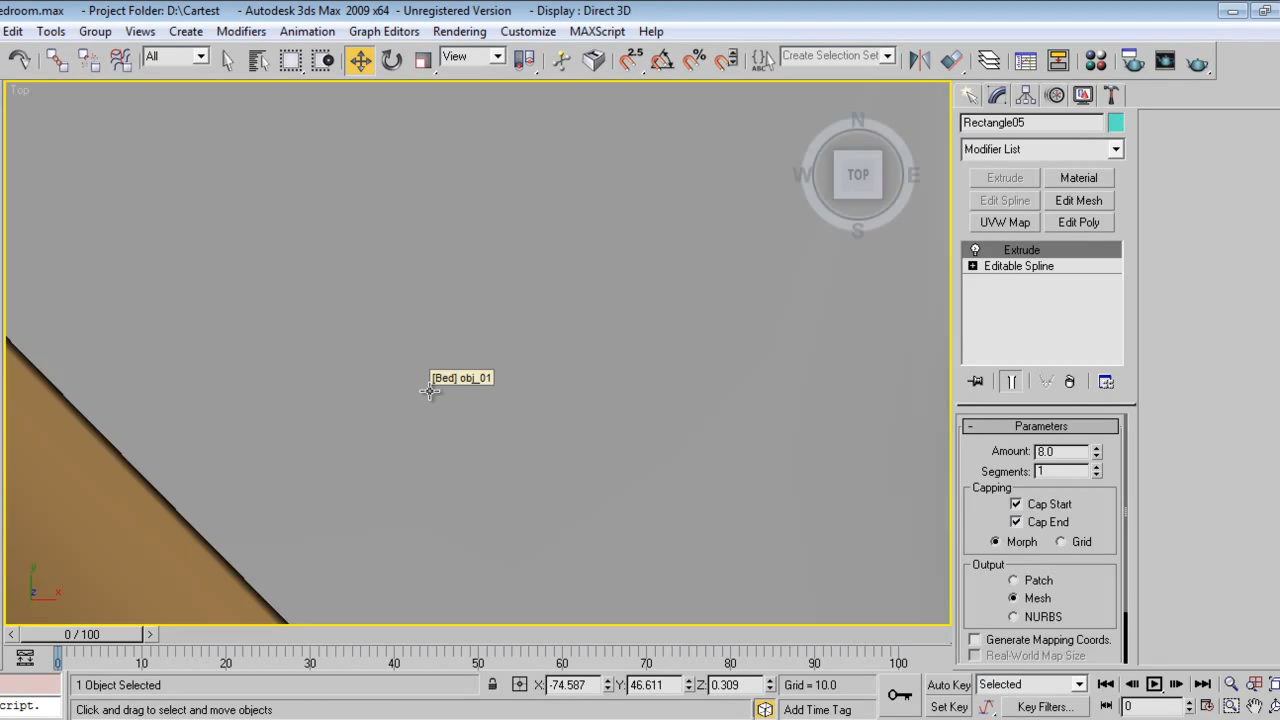 edroom.max - Project Folder: D:\Cartest - Autodesk 3ds Max 2009 x64 - Unregistered Version - Display : Direct 3D
Edit Tools Group Views Create Modifiers Animation Graph Editors Rendering Customize MAXScript Help
All View 2.5 % ABC Create Selection Set
Top
N
W TOP E
S
Rectangle05
Modifier List
Extrude Material
Edit Spline Edit Mesh
UVW Map Edit Poly
Extrude
Editable Spline
[Bed] obj_01
Parameters
Amount: 8.0
Segments: 1
Capping
Cap Start
Cap End
Morph Grid
Output
Patch
Mesh
NURBS
Generate Mapping Coords.
Real-World Map Size
y
z x
0 / 100
0 10 20 30 40 50 60 70 80 90 100
1 Object Selected X: -74.587 Y: 46.611 Z: 0.309 Grid = 10.0 Auto Key Selected
cript. Click and drag to select and move objects Add Time Tag Set Key Key Filters... 0